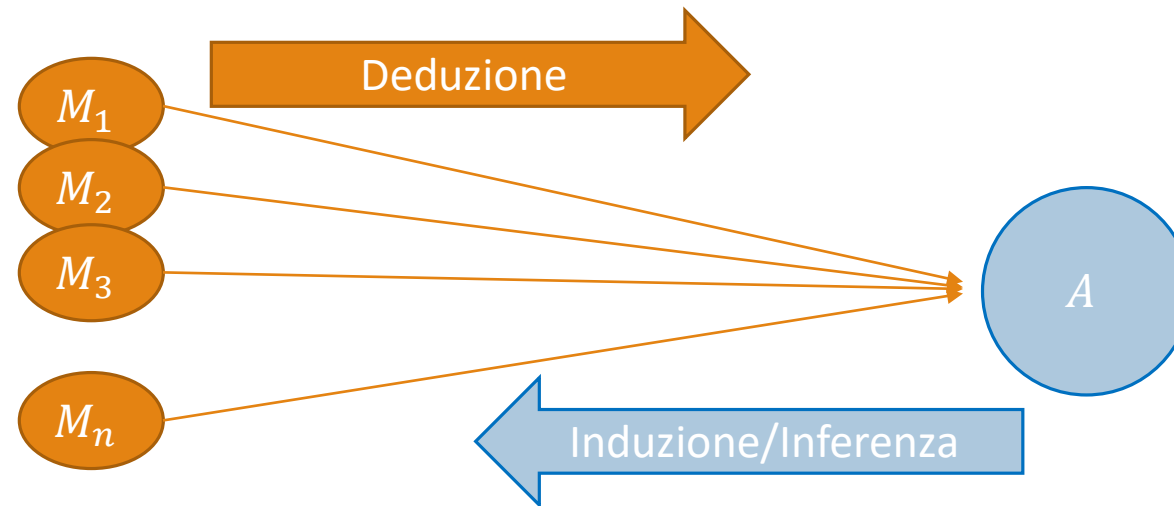 Deduzione
M₁
M₂
M₃
A
Mₙ
Induzione/Inferenza